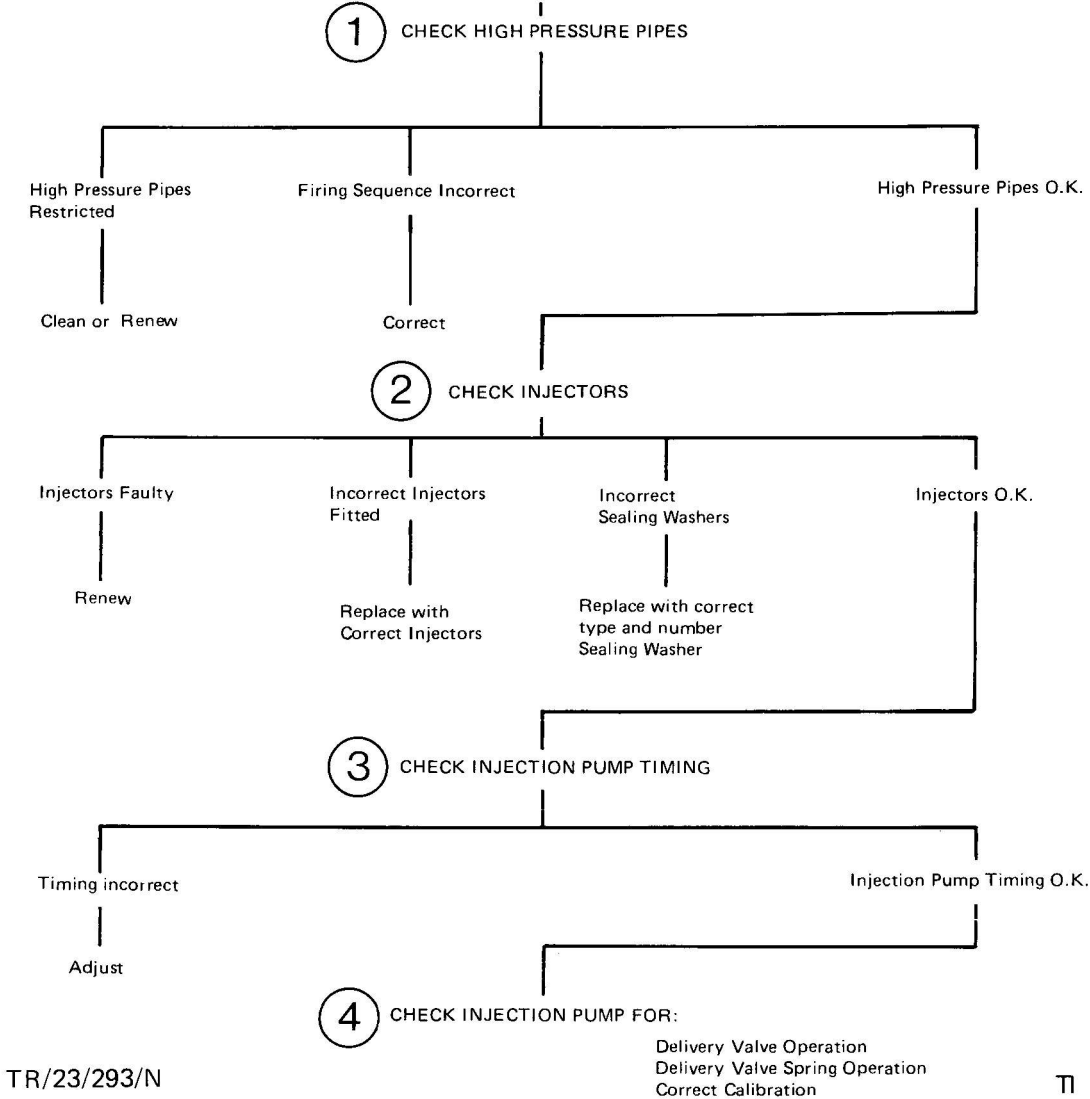 1 CHECK HIGH PRESSURE PIPES
High Pressure Pipes
Restricted
Firing Sequence Incorrect
High Pressure Pipes O.K.
Clean or Renew
Correct
2 CHECK INJECTORS
Injectors Faulty
Incorrect Injectors
Fitted
Incorrect
Sealing Washers
Injectors O.K.
Renew
Replace with
Correct Injectors
Replace with correct
type and number
Sealing Washer
3 CHECK INJECTION PUMP TIMING
Timing incorrect
Injection Pump Timing O.K.
Adjust
4 CHECK INJECTION PUMP FOR:
Delivery Valve Operation
Delivery Valve Spring Operation
Correct Calibration
TR/23/293/N